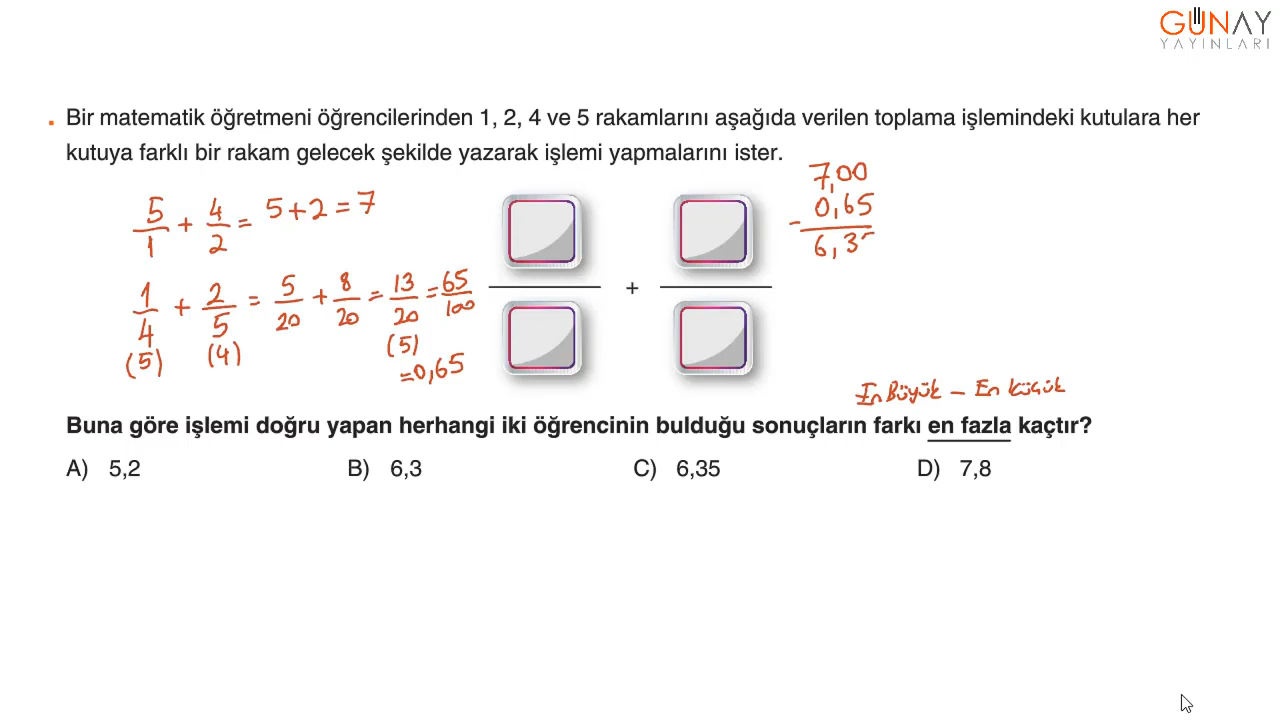 GÜNAY
YAYINLARI
Bir matematik öğretmeni öğrencilerinden 1, 2, 4 ve 5 rakamlarını aşağıda verilen toplama işlemindeki kutulara her
kutuya farklı bir rakam gelecek şekilde yazarak işlemi yapmalarını ister.
5/1 + 4/2 = 5+2 = 7
1/4 + 2/5 = 5/20 + 8/20 = 13/20 = 65/100
(5) (4) (5)
=0,65
+
7,00
- 0,65
6,35
En Büyük – En Küçük
Buna göre işlemi doğru yapan herhangi iki öğrencinin bulduğu sonuçların farkı en fazla kaçtır?
A) 5,2 B) 6,3 C) 6,35 D) 7,8